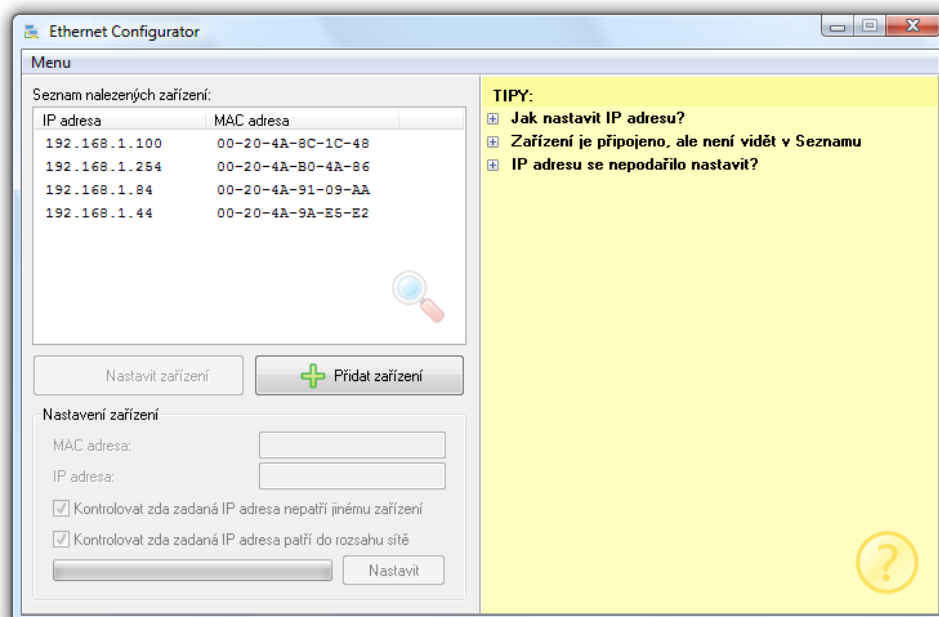 Ethernet Configurator
Menu
Seznam nalezených zařízení:
IP adresa MAC adresa
192.168.1.100 00-20-4A-8C-1C-48
192.168.1.254 00-20-4A-B0-4A-86
192.168.1.84 00-20-4A-91-09-AA
192.168.1.44 00-20-4A-9A-E5-E2
Nastavit zařízení Přidat zařízení
Nastavení zařízení
MAC adresa:
IP adresa:
Kontrolovat zda zadaná IP adresa nepatří jinému zařízení
Kontrolovat zda zadaná IP adresa patří do rozsahu sítě
Nastavit
TIPY:
Jak nastavit IP adresu?
Zařízení je připojeno, ale není vidět v Seznamu
IP adresu se nepodařilo nastavit?
?